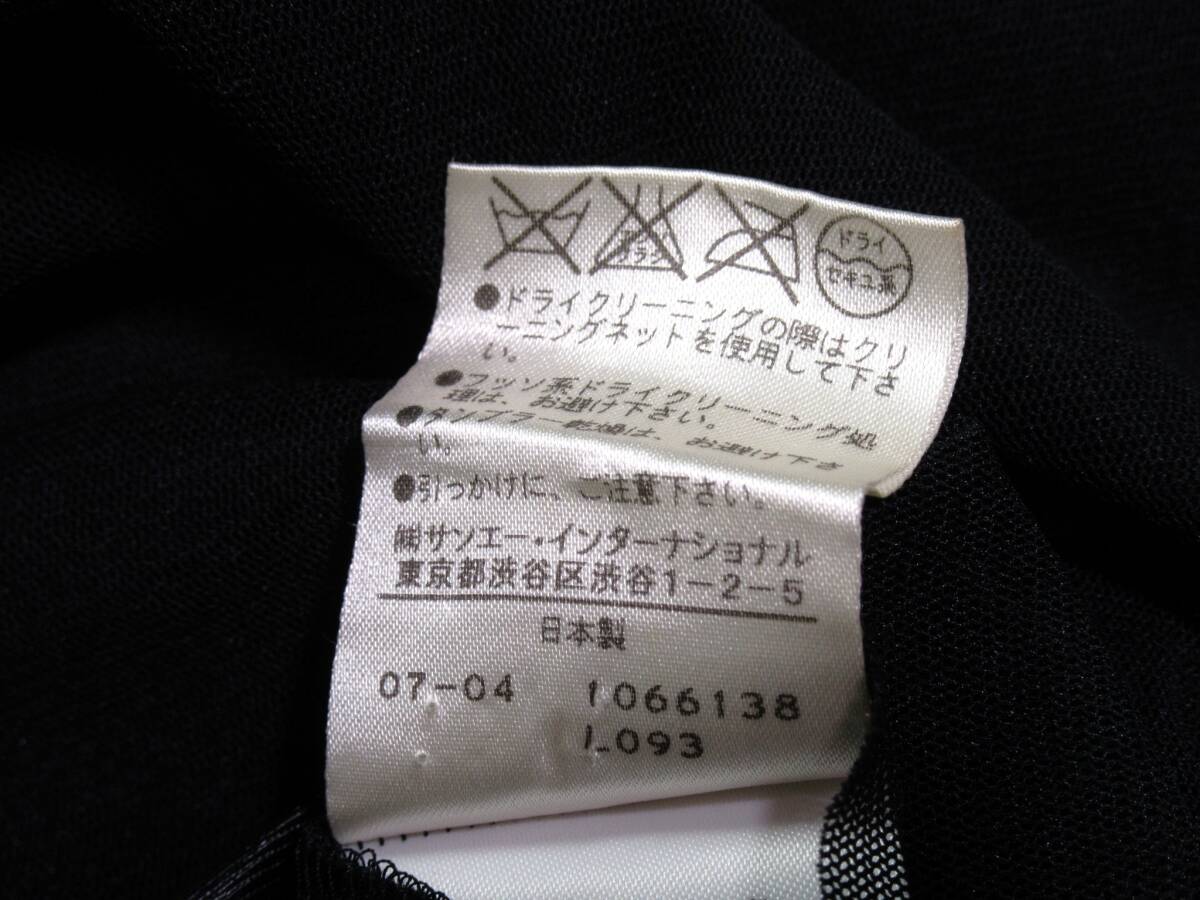 ドライ
セキユ系
●ドライクリーニングの際はクリ
ーニングネットを使用して下さ
い。
●フッソ系ドライクリーニング処
理は、お避け下さい。
●タンブラー乾燥は、お避け下さ
い。
●引っかけに、ご注意下さい。
㈱サンエー・インターナショナル
東京都渋谷区渋谷1-2-5
日本製
07-04 1066138
L093